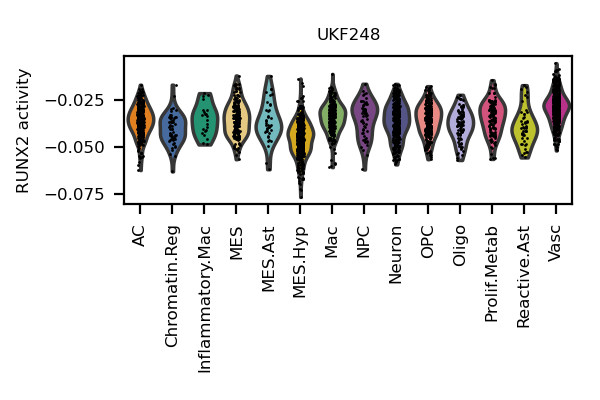 UKF248
RUNX2 activity
−0.025
−0.050
−0.075
AC
Chromatin.Reg
Inflammatory.Mac
MES
MES.Ast
MES.Hyp
Mac
NPC
Neuron
OPC
Oligo
Prolif.Metab
Reactive.Ast
Vasc